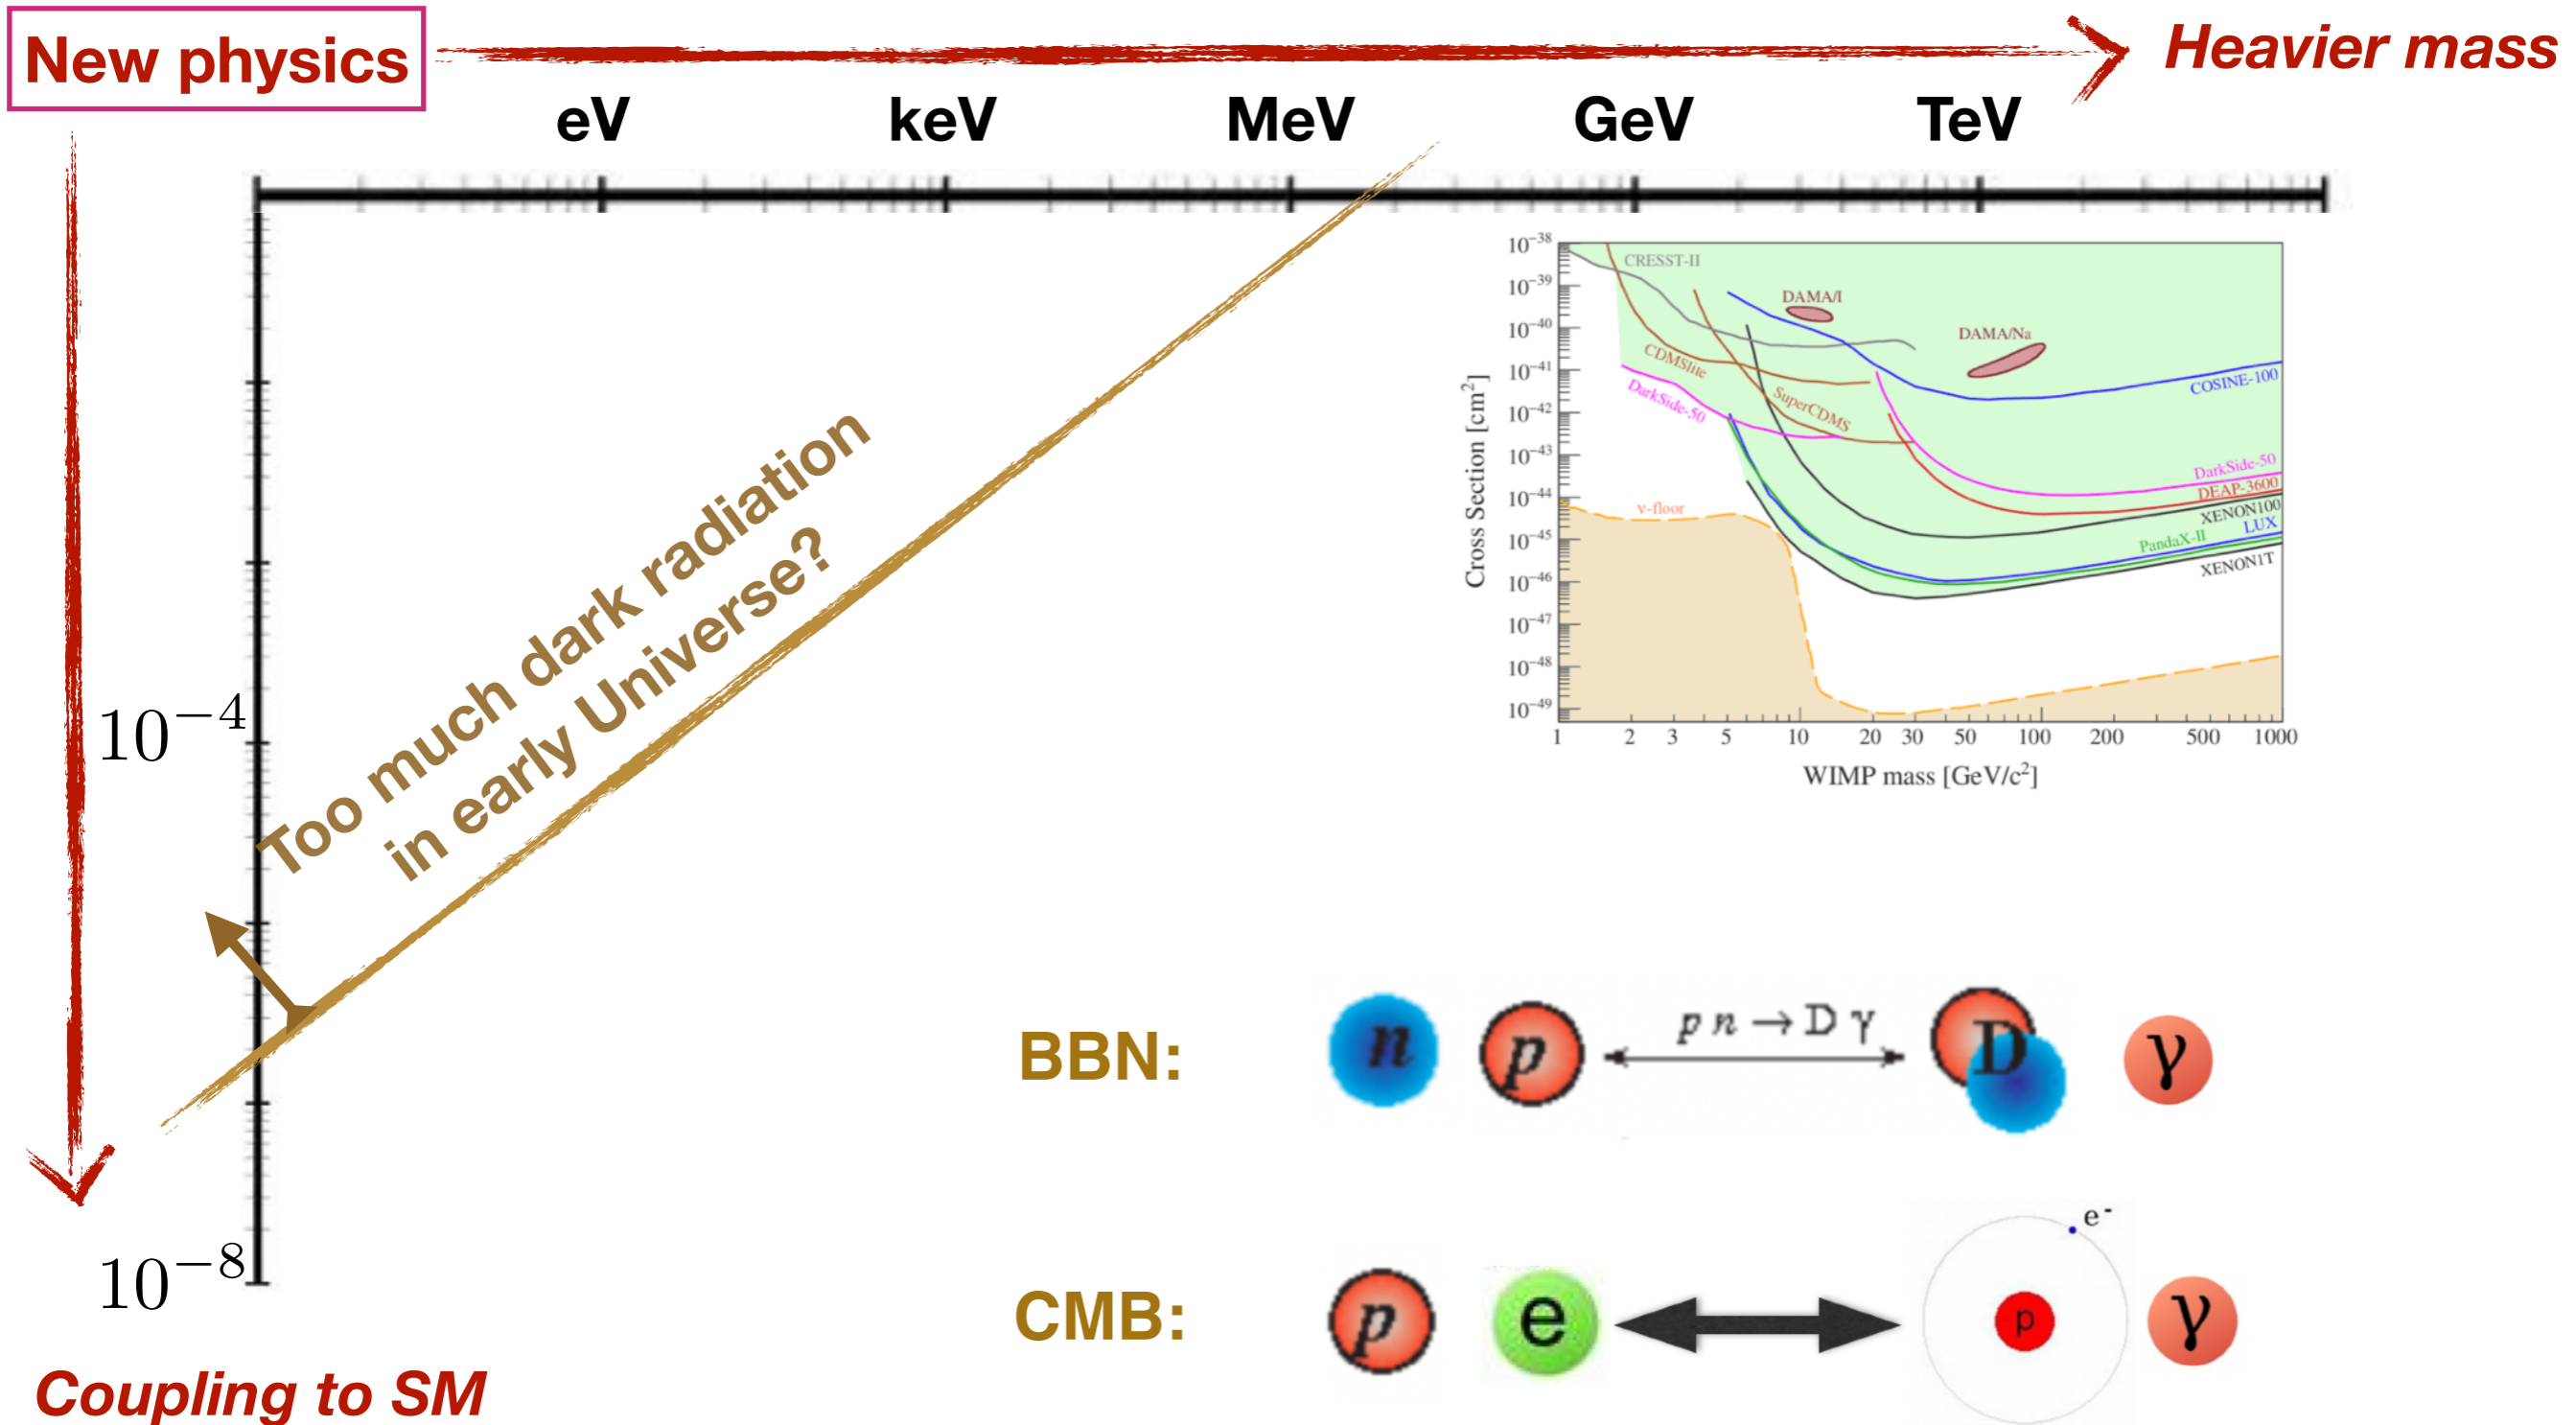 New physics
Heavier mass
eV keV MeV GeV TeV
Too much dark radiation
in early Universe?
10⁻⁴
10⁻⁸
Coupling to SM
Cross Section [cm²]
10⁻³⁸
10⁻³⁹
10⁻⁴⁰
10⁻⁴¹
10⁻⁴²
10⁻⁴³
10⁻⁴⁴
10⁻⁴⁵
10⁻⁴⁶
10⁻⁴⁷
10⁻⁴⁸
10⁻⁴⁹
CRESST-II
DAMA/I
DAMA/Na
CDMSlite
COSINE-100
DarkSide-50
SuperCDMS
DarkSide-50
DEAP-3600
XENON100
LUX
PandaX-II
XENON1T
ν-floor
1 2 3 5 10 20 30 50 100 200 500 1000
WIMP mass [GeV/c²]
BBN:
n p p n → D γ D γ
CMB:
p e p e⁻ γ